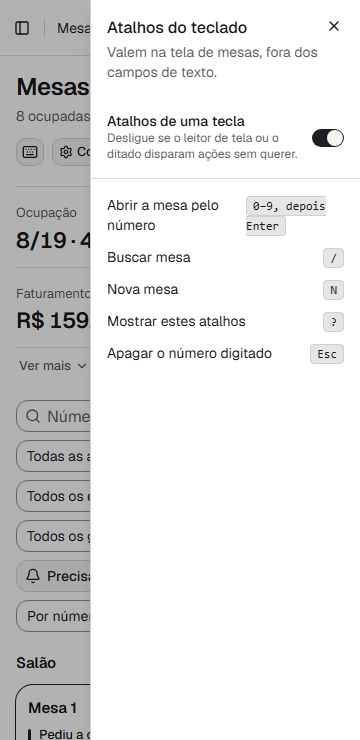 Mesa
Mesas
8 ocupadas
Co
Ocupação
8/19 · 4
Faturamento
R$ 159
Ver mais
Núme
Todas as a
Todos os e
Todos os g
Precisa
Por númer
Salão
Mesa 1
Pediu a c
Atalhos do teclado
Valem na tela de mesas, fora dos
campos de texto.
Atalhos de uma tecla
Desligue se o leitor de tela ou o
ditado disparam ações sem querer.
Abrir a mesa pelo
número
0–9, depois
Enter
Buscar mesa
/
Nova mesa
N
Mostrar estes atalhos
?
Apagar o número digitado
Esc